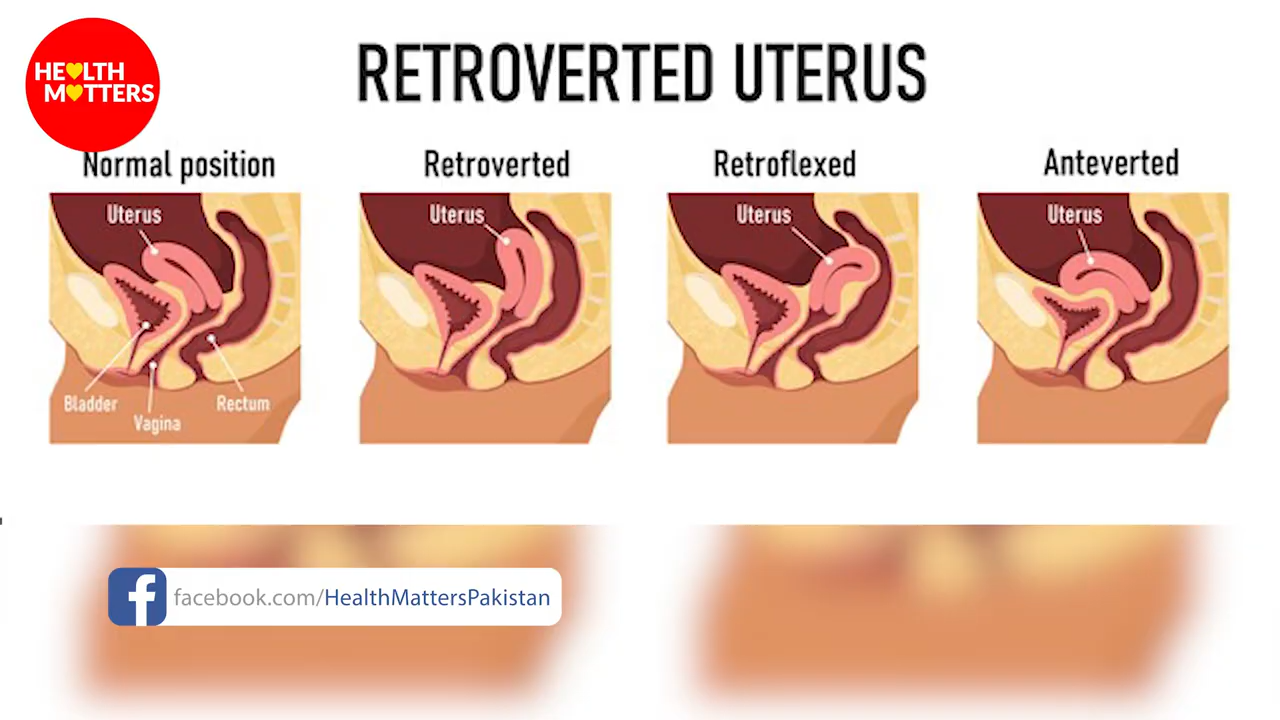 HEALTH
MATTERS
RETROVERTED UTERUS
Normal position
Retroverted
Retroflexed
Anteverted
Uterus
Uterus
Uterus
Uterus
Bladder
Vagina
Rectum
facebook.com/HealthMattersPakistan